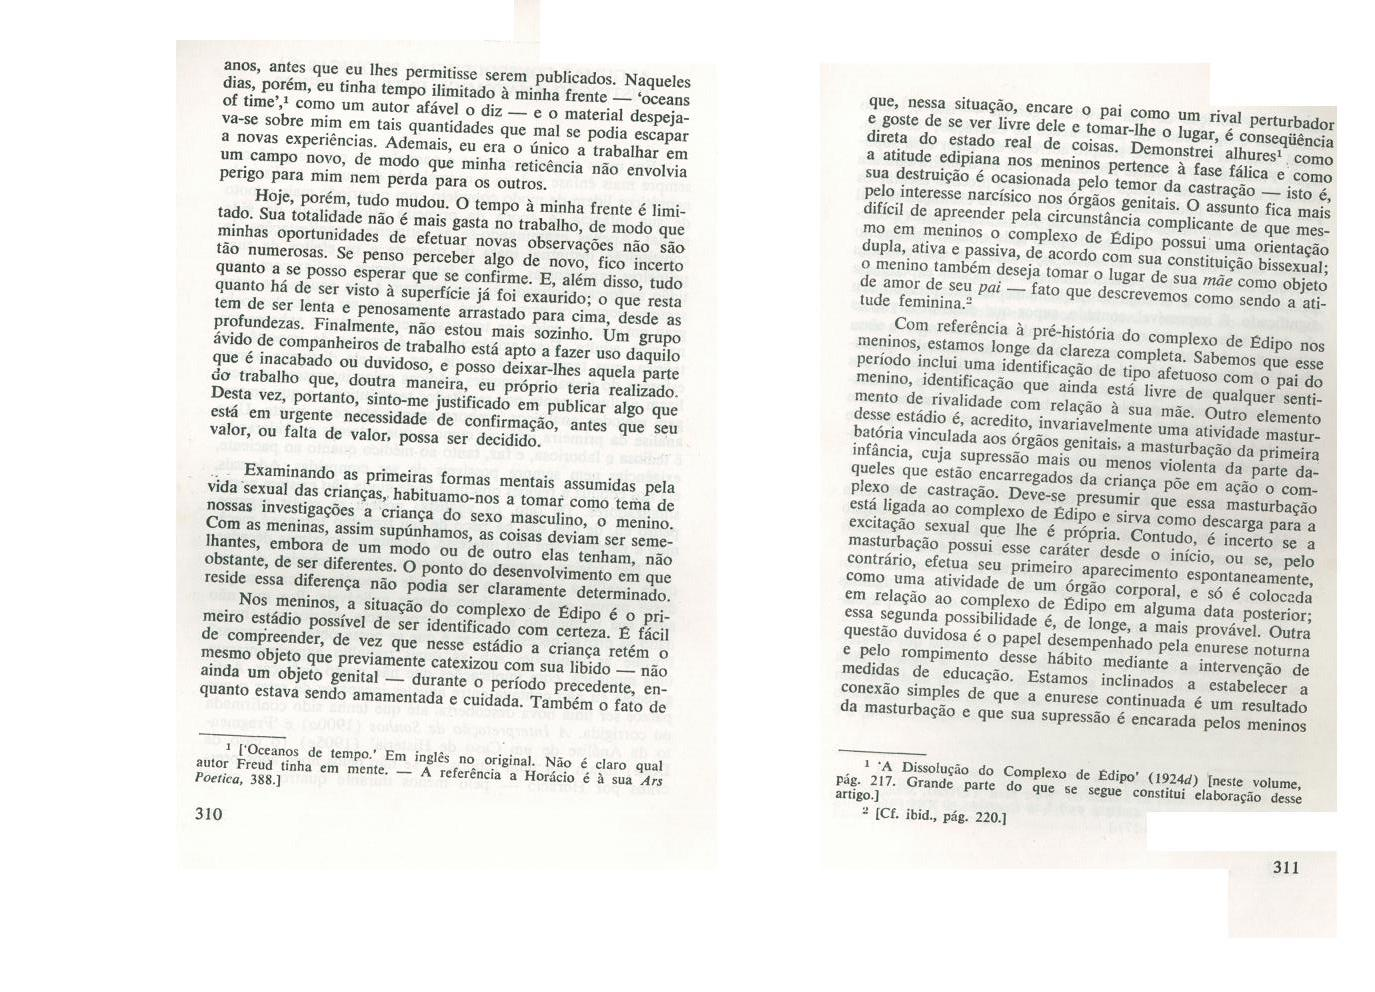 anos, antes que eu lhes permitisse serem publicados. Naqueles
dias, porém, eu tinha tempo ilimitado à minha frente — ‘oceans
of time’,¹ como um autor afável o diz — e o material despeja-
va-se sobre mim em tais quantidades que mal se podia escapar
a novas experiências. Ademais, eu era o único a trabalhar em
um campo novo, de modo que minha reticência não envolvia
perigo para mim nem perda para os outros.
Hoje, porém, tudo mudou. O tempo à minha frente é limi-
tado. Sua totalidade não é mais gasta no trabalho, de modo que
minhas oportunidades de efetuar novas observações não são
tão numerosas. Se penso perceber algo de novo, fico incerto
quanto a se posso esperar que se confirme. E, além disso, tudo
quanto há de ser visto à superfície já foi exaurido; o que resta
tem de ser lenta e penosamente arrastado para cima, desde as
profundezas. Finalmente, não estou mais sozinho. Um grupo
ávido de companheiros de trabalho está apto a fazer uso daquilo
que é inacabado ou duvidoso, e posso deixar-lhes aquela parte
do trabalho que, doutra maneira, eu próprio teria realizado.
Desta vez, portanto, sinto-me justificado em publicar algo que
está em urgente necessidade de confirmação, antes que seu
valor, ou falta de valor, possa ser decidido.
Examinando as primeiras formas mentais assumidas pela
vida sexual das crianças, habituamo-nos a tomar como tema de
nossas investigações a criança do sexo masculino, o menino.
Com as meninas, assim supúnhamos, as coisas deviam ser seme-
lhantes, embora de um modo ou de outro elas tenham, não
obstante, de ser diferentes. O ponto do desenvolvimento em que
reside essa diferença não podia ser claramente determinado.
Nos meninos, a situação do complexo de Édipo é o pri-
meiro estádio possível de ser identificado com certeza. É fácil
de compreender, de vez que nesse estádio a criança retém o
mesmo objeto que previamente catexizou com sua libido — não
ainda um objeto genital — durante o período precedente, en-
quanto estava sendo amamentada e cuidada. Também o fato de
¹ [‘Oceanos de tempo.’ Em inglês no original. Não é claro qual
autor Freud tinha em mente. — A referência a Horácio é à sua Ars
Poetica, 388.]
310
que, nessa situação, encare o pai como um rival perturbador
e goste de se ver livre dele e tomar-lhe o lugar, é conseqüência
direta do estado real de coisas. Demonstrei alhures¹ como
a atitude edipiana nos meninos pertence à fase fálica e como
sua destruição é ocasionada pelo temor da castração — isto é,
pelo interesse narcísico nos órgãos genitais. O assunto fica mais
difícil de apreender pela circunstância complicante de que mes-
mo em meninos o complexo de Édipo possui uma orientação
dupla, ativa e passiva, de acordo com sua constituição bissexual;
o menino também deseja tomar o lugar de sua mãe como objeto
de amor de seu pai — fato que descrevemos como sendo a ati-
tude feminina.²
Com referência à pré-história do complexo de Édipo nos
meninos, estamos longe da clareza completa. Sabemos que esse
período inclui uma identificação de tipo afetuoso com o pai do
menino, identificação que ainda está livre de qualquer senti-
mento de rivalidade com relação à sua mãe. Outro elemento
desse estádio é, acredito, invariavelmente uma atividade mastur-
batória vinculada aos órgãos genitais, a masturbação da primeira
infância, cuja supressão mais ou menos violenta da parte da-
queles que estão encarregados da criança põe em ação o com-
plexo de castração. Deve-se presumir que essa masturbação
está ligada ao complexo de Édipo e sirva como descarga para a
excitação sexual que lhe é própria. Contudo, é incerto se a
masturbação possui esse caráter desde o início, ou se, pelo
contrário, efetua seu primeiro aparecimento espontaneamente,
como uma atividade de um órgão corporal, e só é colocada
em relação ao complexo de Édipo em alguma data posterior;
essa segunda possibilidade é, de longe, a mais provável. Outra
questão duvidosa é o papel desempenhado pela enurese noturna
e pelo rompimento desse hábito mediante a intervenção de
medidas de educação. Estamos inclinados a estabelecer a
conexão simples de que a enurese continuada é um resultado
da masturbação e que sua supressão é encarada pelos meninos
¹ ‘A Dissolução do Complexo de Édipo’ (1924d) [neste volume,
pág. 217. Grande parte do que se segue constitui elaboração desse
artigo.]
² [Cf. ibid., pág. 220.]
311